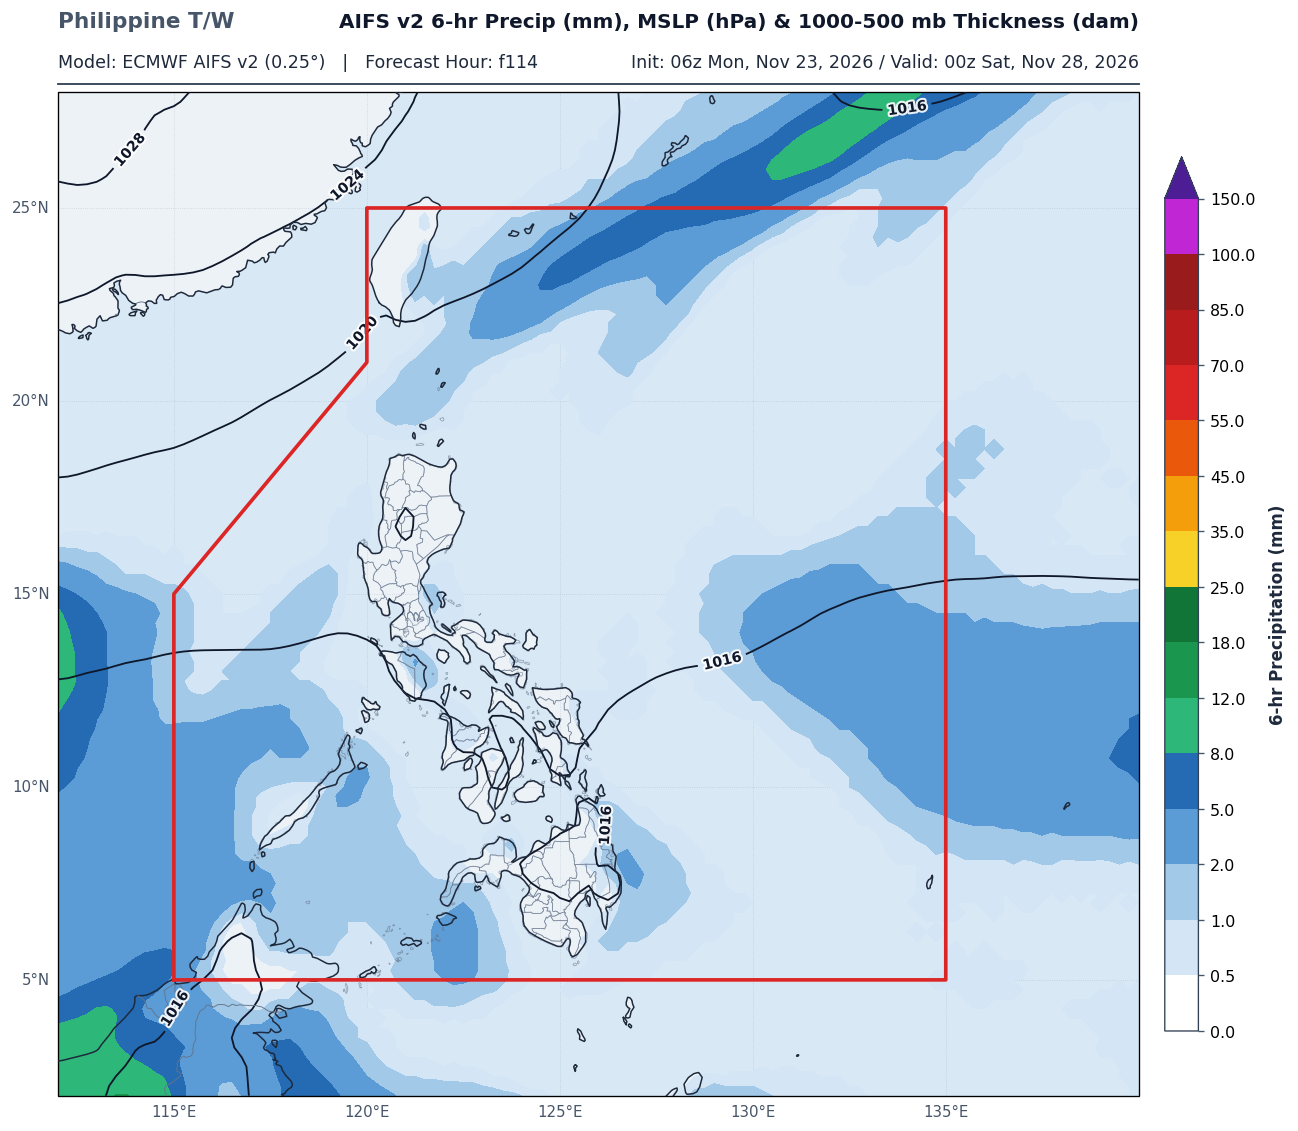 Philippine T/W
AIFS v2 6-hr Precip (mm), MSLP (hPa) & 1000-500 mb Thickness (dam)
Model: ECMWF AIFS v2 (0.25°) | Forecast Hour: f114
Init: 06z Mon, Nov 23, 2026 / Valid: 00z Sat, Nov 28, 2026
1028
1024
1020
1016
1016
1016
1016
25°N
20°N
15°N
10°N
5°N
115°E
120°E
125°E
130°E
135°E
150.0
100.0
85.0
70.0
55.0
45.0
35.0
25.0
18.0
12.0
8.0
5.0
2.0
1.0
0.5
0.0
6-hr Precipitation (mm)